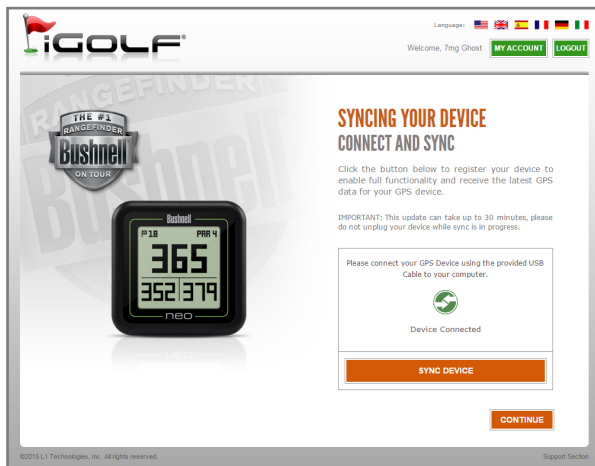 Language:
iGOLF
Welcome, 7mg Ghost MY ACCOUNT LOGOUT
THE #1
RANGEFINDER
Bushnell
ON TOUR
SYNCING YOUR DEVICE
CONNECT AND SYNC
Click the button below to register your device to
enable full functionality and receive the latest GPS
data for your GPS device.
IMPORTANT: This update can take up to 30 minutes, please
do not unplug your device while sync is in progress.
Bushnell
18 PAR 4
365
352 379
neo
Please connect your GPS Device using the provided USB
Cable to your computer.
Device Connected
SYNC DEVICE
CONTINUE
©2015 L1 Technologies, Inc. All rights reserved.
Support Section